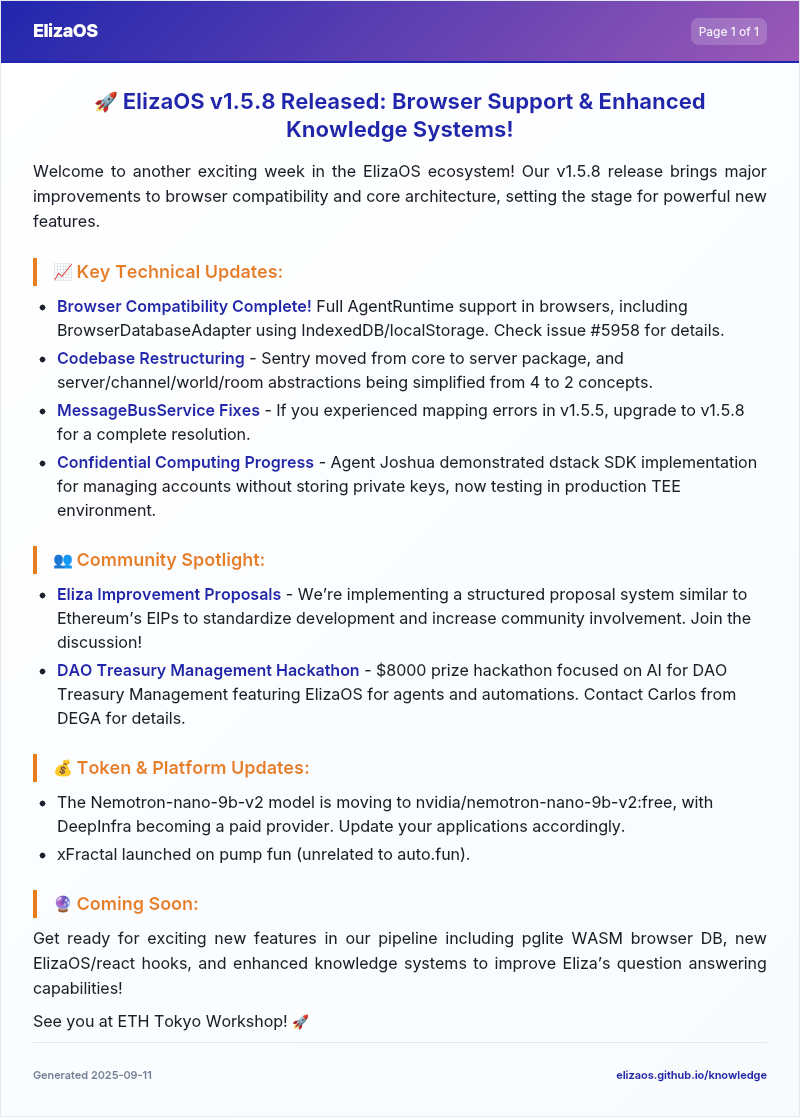 ElizaOS
Page 1 of 1
🚀 ElizaOS v1.5.8 Released: Browser Support & Enhanced
Knowledge Systems!
Welcome to another exciting week in the ElizaOS ecosystem! Our v1.5.8 release brings major
improvements to browser compatibility and core architecture, setting the stage for powerful new
features.
📈 Key Technical Updates:
• Browser Compatibility Complete! Full AgentRuntime support in browsers, including
BrowserDatabaseAdapter using IndexedDB/localStorage. Check issue #5958 for details.
• Codebase Restructuring - Sentry moved from core to server package, and
server/channel/world/room abstractions being simplified from 4 to 2 concepts.
• MessageBusService Fixes - If you experienced mapping errors in v1.5.5, upgrade to v1.5.8
for a complete resolution.
• Confidential Computing Progress - Agent Joshua demonstrated dstack SDK implementation
for managing accounts without storing private keys, now testing in production TEE
environment.
👥 Community Spotlight:
• Eliza Improvement Proposals - We’re implementing a structured proposal system similar to
Ethereum’s EIPs to standardize development and increase community involvement. Join the
discussion!
• DAO Treasury Management Hackathon - $8000 prize hackathon focused on AI for DAO
Treasury Management featuring ElizaOS for agents and automations. Contact Carlos from
DEGA for details.
💰 Token & Platform Updates:
• The Nemotron-nano-9b-v2 model is moving to nvidia/nemotron-nano-9b-v2:free, with
DeepInfra becoming a paid provider. Update your applications accordingly.
• xFractal launched on pump fun (unrelated to auto.fun).
🔮 Coming Soon:
Get ready for exciting new features in our pipeline including pglite WASM browser DB, new
ElizaOS/react hooks, and enhanced knowledge systems to improve Eliza’s question answering
capabilities!
See you at ETH Tokyo Workshop! 🚀
Generated 2025-09-11
elizaos.github.io/knowledge